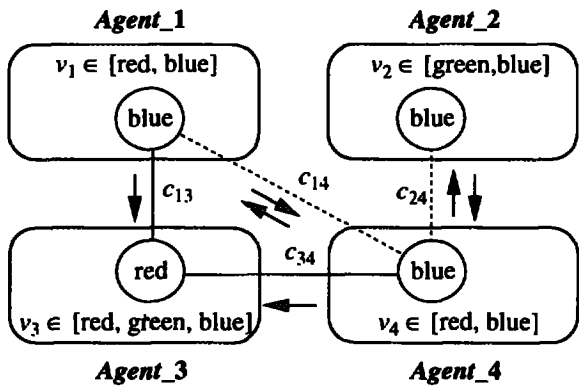 Agent_1
Agent_2
v1 ∈ [red, blue]
v2 ∈ [green,blue]
blue
blue
c13
c14
c24
c34
red
blue
v3 ∈ [red, green, blue]
v4 ∈ [red, blue]
Agent_3
Agent_4